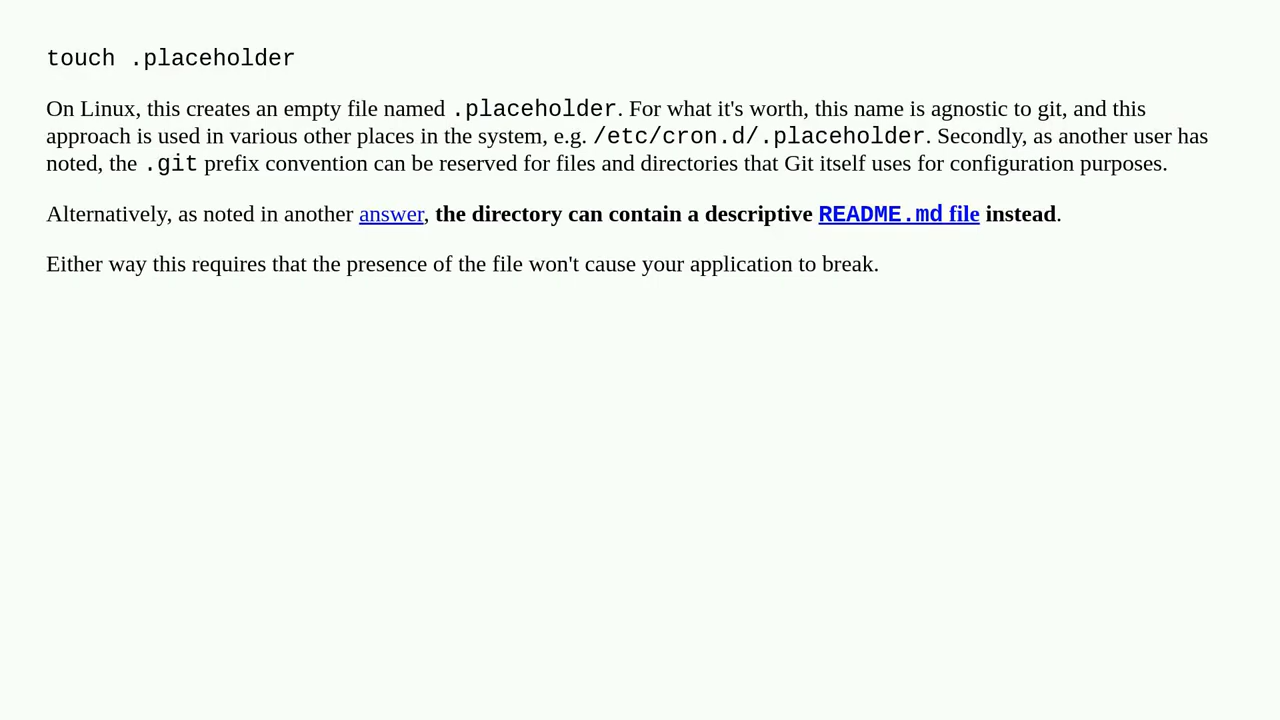 touch .placeholder
On Linux, this creates an empty file named .placeholder. For what it's worth, this name is agnostic to git, and this
approach is used in various other places in the system, e.g. /etc/cron.d/.placeholder. Secondly, as another user has
noted, the .git prefix convention can be reserved for files and directories that Git itself uses for configuration purposes.
Alternatively, as noted in another answer, the directory can contain a descriptive README.md file instead.
Either way this requires that the presence of the file won't cause your application to break.